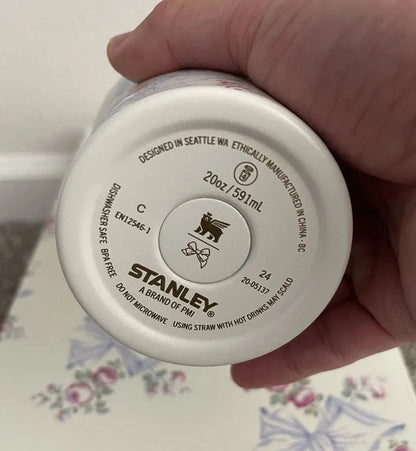 DESIGNED IN SEATTLE WA ETHICALLY MANUFACTURED IN CHINA - BC
20oz/591mL
C
EN12546-1
DISHWASHER SAFE BPA FREE
24
20-05137
STANLEY®
A BRAND OF PMI
DO NOT MICROWAVE USING STRAW WITH HOT DRINKS MAY SCALD